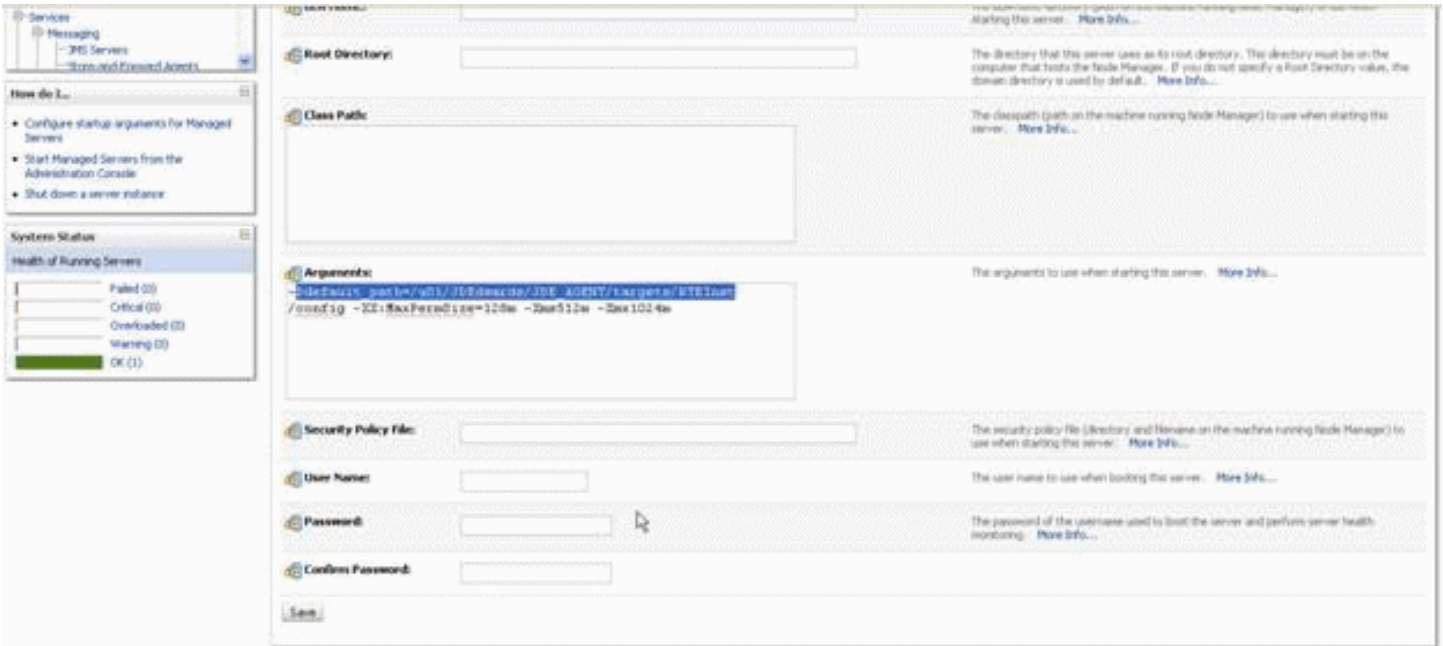 Services
Messaging
JMS Servers
Store-and-Forward Agents
How do I...
Configure startup arguments for Managed
Servers
Start Managed Servers from the
Administration Console
Shut down a server instance
System Status
Health of Running Servers
Failed (0)
Critical (0)
Overloaded (0)
Warning (0)
OK (1)
starting this server. More Info...
Root Directory:
The directory that this server uses as its root directory. This directory must be on the
computer that hosts the Node Manager. If you do not specify a Root Directory value, the
domain directory is used by default. More Info...
Class Path:
The classpath (path on the machine running Node Manager) to use when starting this
server. More Info...
Arguments:
The arguments to use when starting this server. More Info...
-Ddefault_path=/u01/JDEdwards/JDE_AGENT/targets/
/config -XX:MaxPermSize=128m -Xms512m -Xmx1024m
Security Policy File:
The security policy file (directory and filename on the machine running Node Manager) to
use when starting this server. More Info...
User Name:
The user name to use when booting this server. More Info...
Password:
The password of the username used to boot the server and perform server health
monitoring. More Info...
Confirm Password:
Save